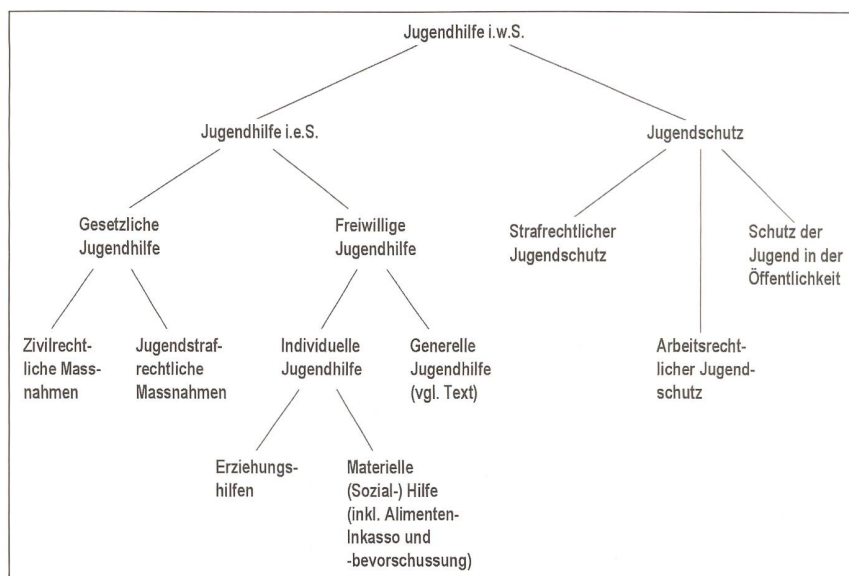 Jugendhilfe i.w.S.
Jugendhilfe i.e.S.
Jugendschutz
Gesetzliche
Jugendhilfe
Freiwillige
Jugendhilfe
Strafrechtlicher
Jugendschutz
Schutz der
Jugend in der
Öffentlichkeit
Zivilrecht-
liche Mass-
nahmen
Jugendstraf-
rechtliche
Massnahmen
Individuelle
Jugendhilfe
Generelle
Jugendhilfe
(vgl. Text)
Arbeitsrecht-
licher Jugend-
schutz
Erziehungs-
hilfen
Materielle
(Sozial-) Hilfe
(inkl. Alimenten-
Inkasso und
-bevorschussung)